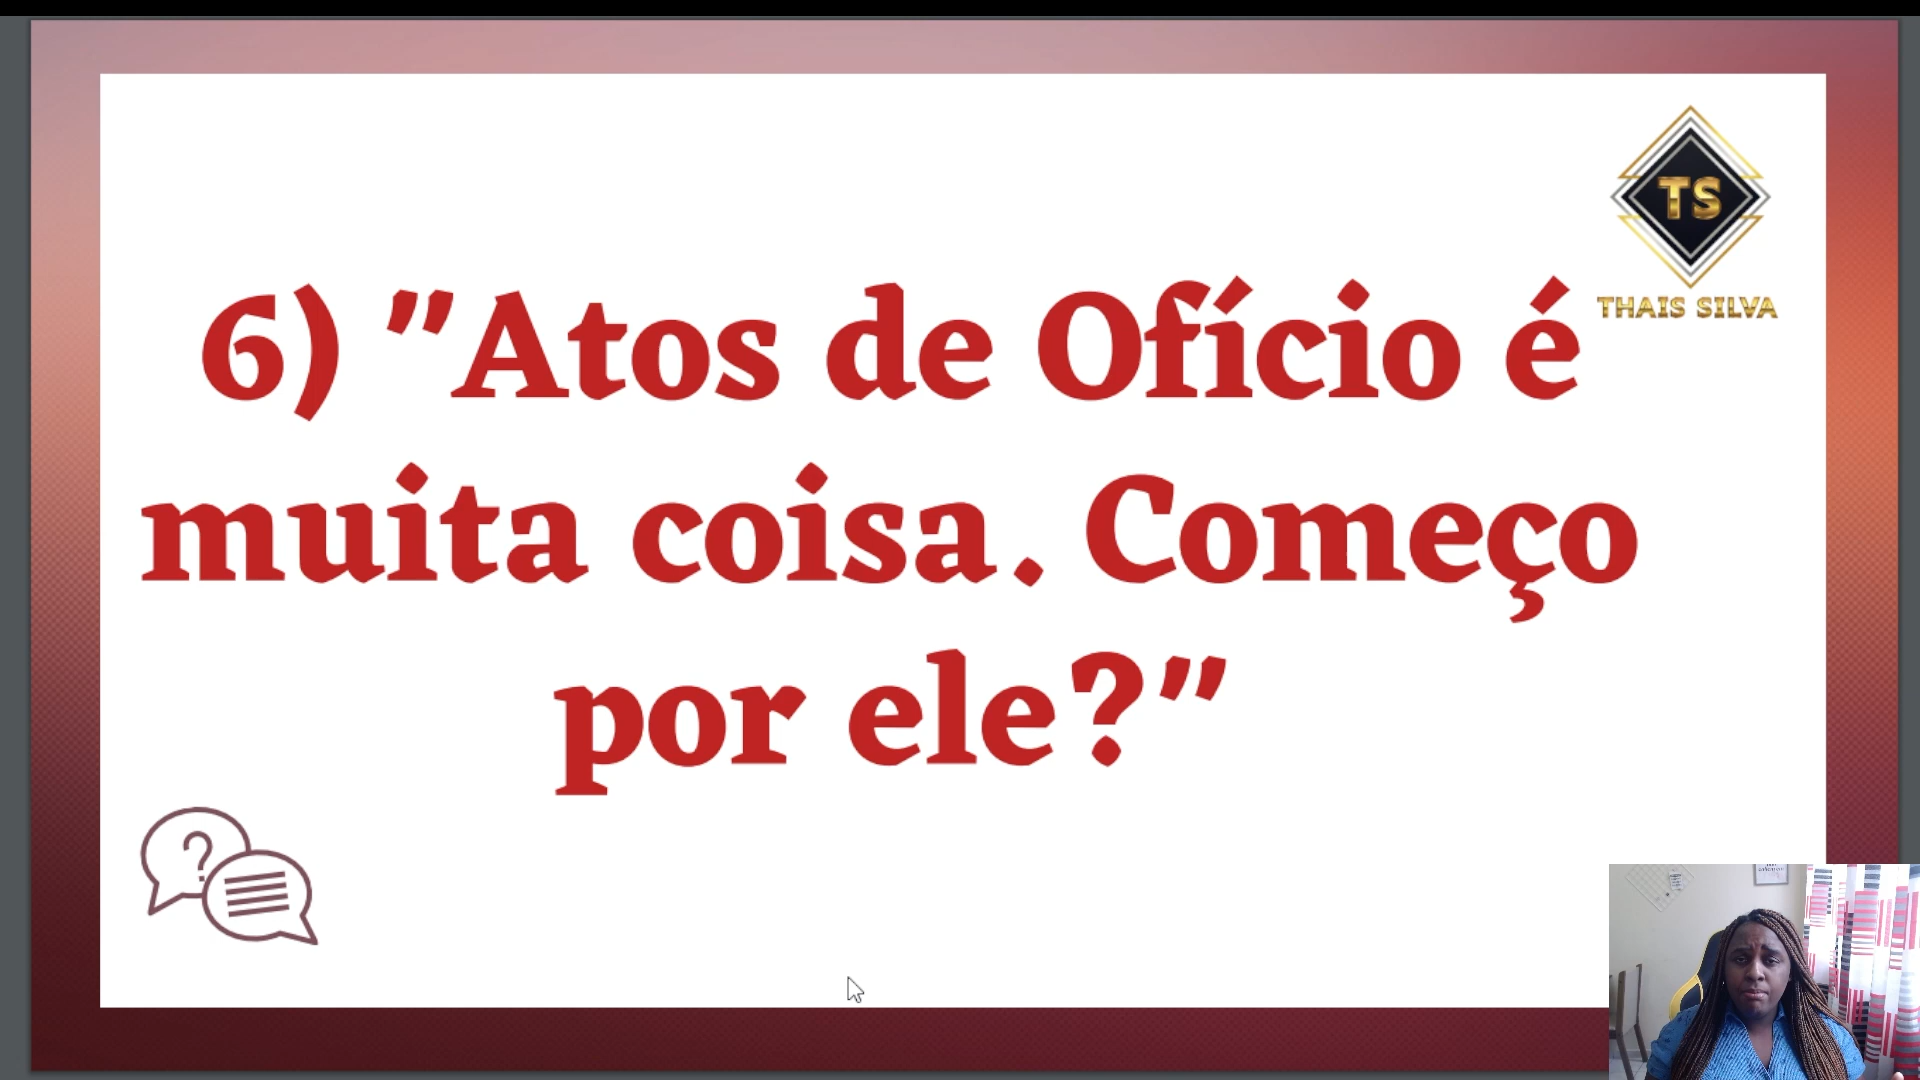 TS
THAIS SILVA
6) "Atos de Ofício é
muita coisa. Começo
por ele?"
?